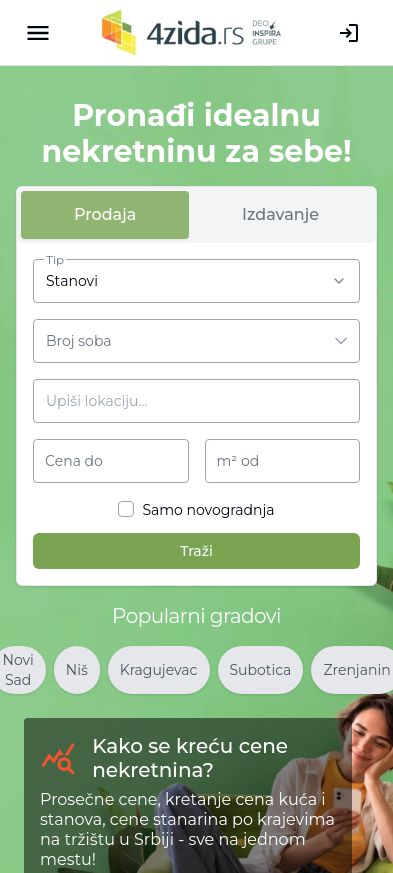 4zida.rs
DEO
INSPIRA
GRUPE
Pronađi idealnu
nekretninu za sebe!
Prodaja
Izdavanje
Tip
Stanovi
Broj soba
Upiši lokaciju...
Cena do
m² od
Samo novogradnja
Traži
Popularni gradovi
Novi
Sad
Niš
Kragujevac
Subotica
Zrenjanin
Kako se kreću cene
nekretnina?
Prosečne cene, kretanje cena kuća i
stanova, cene stanarina po krajevima
na tržištu u Srbiji - sve na jednom
mestu!